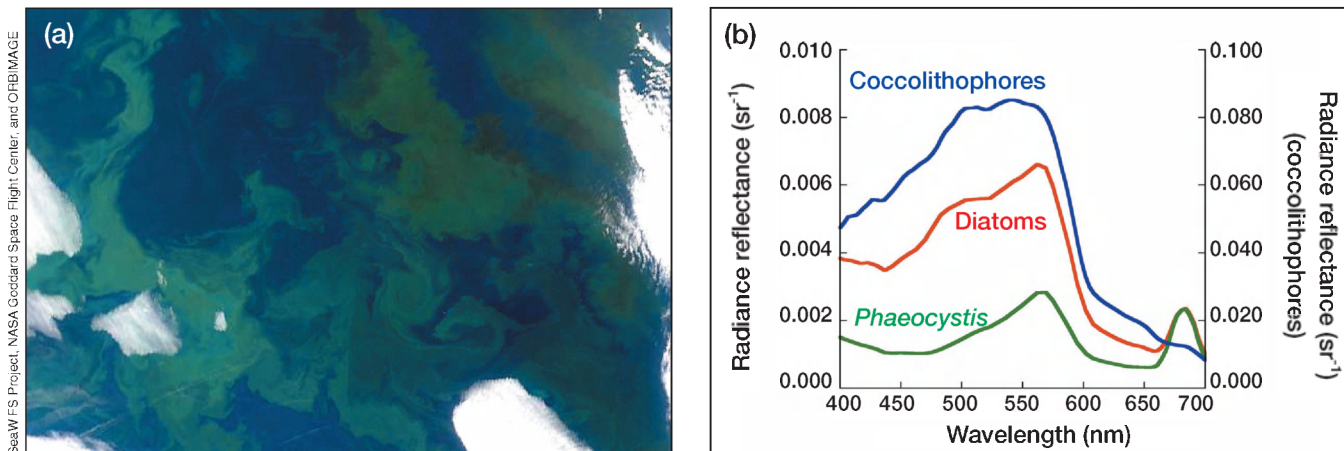 SeaWiFS Project, NASA Goddard Space Flight Center, and ORBIMAGE
(a)
(b)
0.010
0.008
0.006
0.004
0.002
0.000
Radiance reflectance (sr-1)
Coccolithophores
Diatoms
Phaeocystis
0.100
0.080
0.060
0.040
0.020
0.000
Radiance reflectance (sr-1)
(coccolithophores)
400 450 500 550 600 650 700
Wavelength (nm)